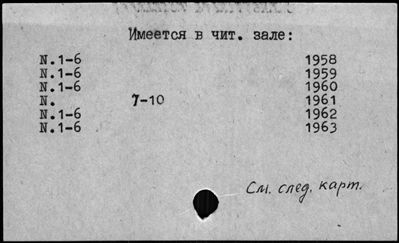 Имеется в чит. зале:
N.1-6 1958
N.1-6 1959
N.1-6 1960
N. 7-10 1961
N.1-6 1962
N.1-6 1963
См. след. карт.